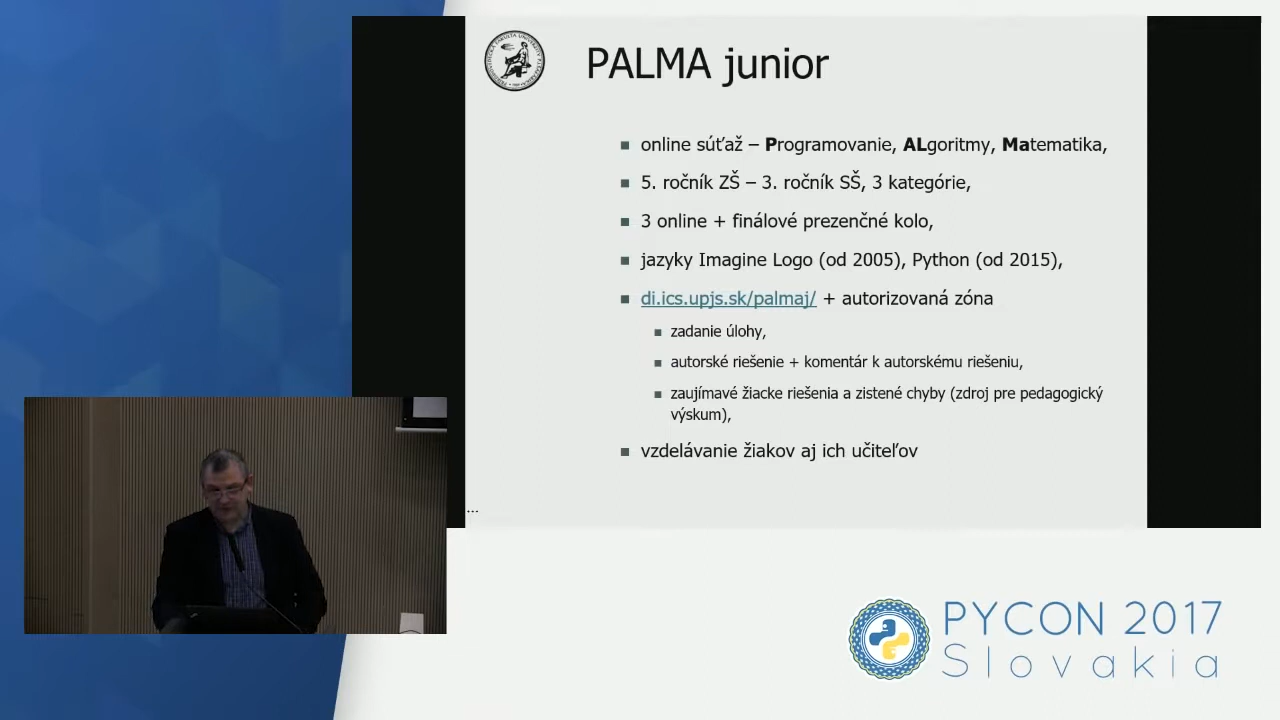 PALMA junior
online súťaž – Programovanie, ALgoritmy, Matematika,
5. ročník ZŠ – 3. ročník SŠ, 3 kategórie,
3 online + finálové prezenčné kolo,
jazyky Imagine Logo (od 2005), Python (od 2015),
di.ics.upjs.sk/palmaj/ + autorizovaná zóna
zadanie úlohy,
autorské riešenie + komentár k autorskému riešeniu,
zaujímavé žiacke riešenia a zistené chyby (zdroj pre pedagogický
výskum),
vzdelávanie žiakov aj ich učiteľov
...
PYCON 2017
Slovakia